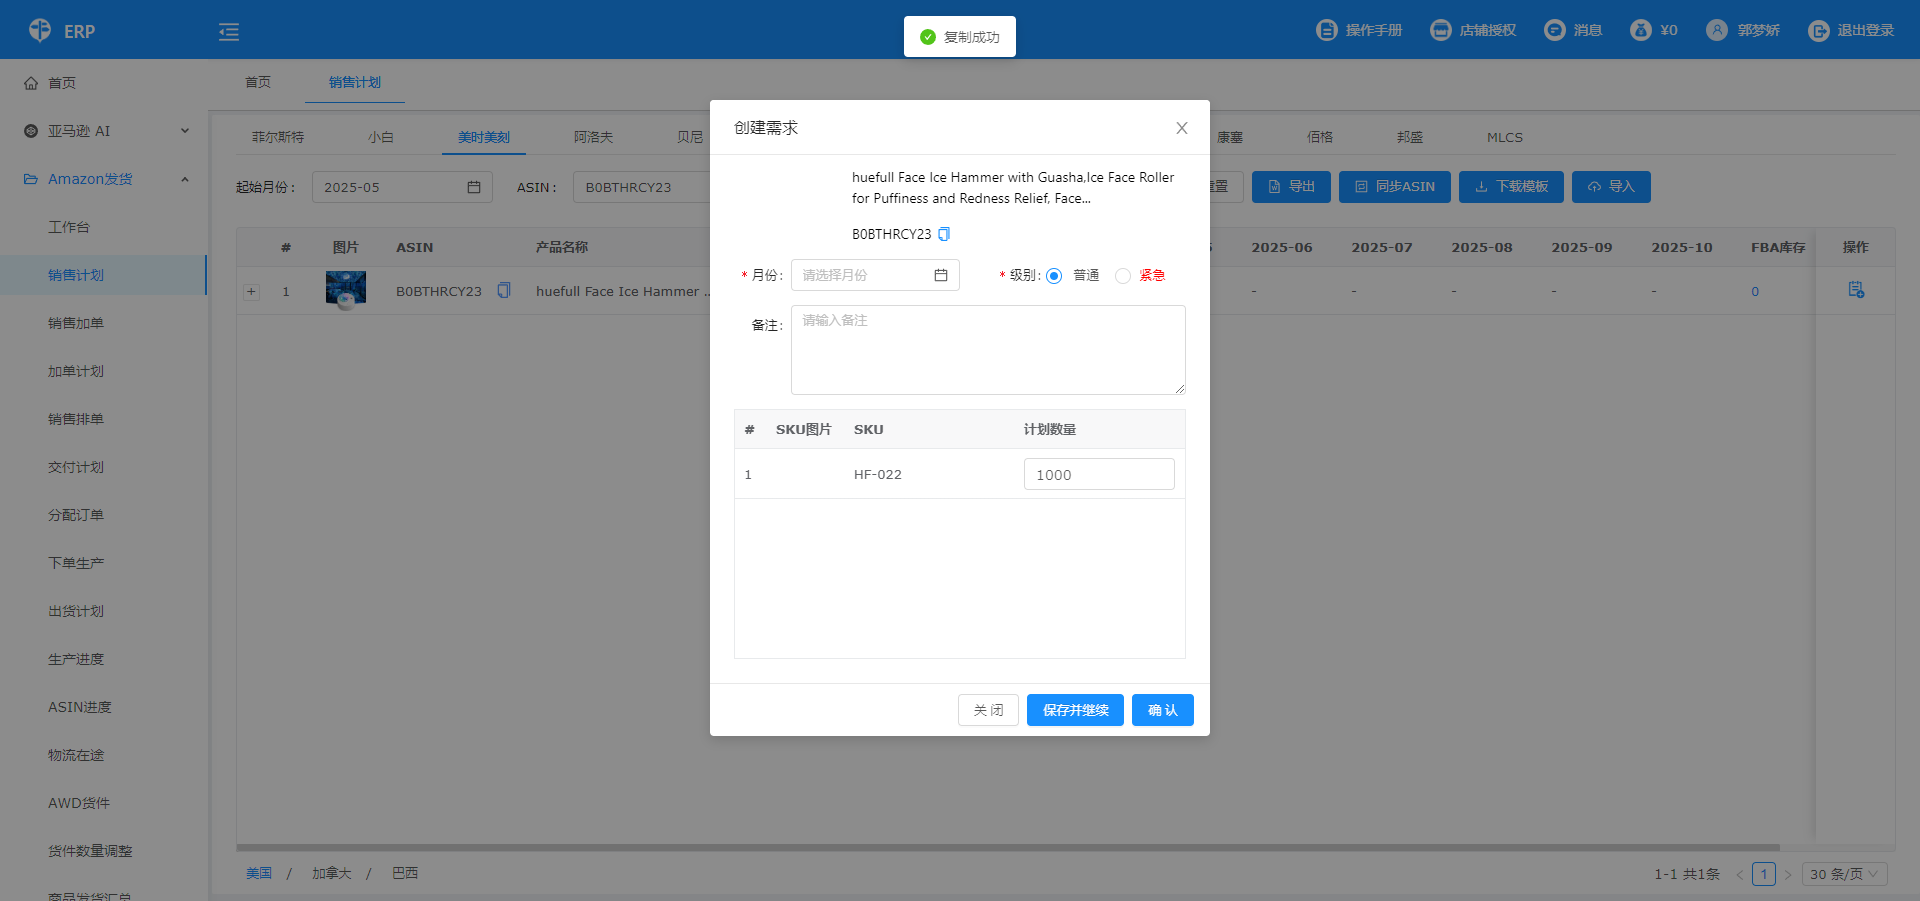 ERP
复制成功
操作手册
店铺授权
消息
¥0
郭梦娇
退出登录
首页
亚马逊 AI
Amazon发货
工作台
销售计划
销售加单
加单计划
销售排单
交付计划
分配订单
下单生产
出货计划
生产进度
ASIN进度
物流在途
AWD货件
货件数量调整
商品发货汇总
首页
销售计划
菲尔斯特
小白
美时美刻
阿洛夫
贝尼
康塞
佰格
邦盛
MLCS
起始月份 :
2025-05
ASIN :
B0BTHRCY23
导出
同步ASIN
下载模板
导入
# 图片 ASIN 产品名称 2025-06 2025-07 2025-08 2025-09 2025-10 FBA库存 操作
+ 1 B0BTHRCY23 huefull Face Ice Hammer ... - - - - - 0
创建需求
huefull Face Ice Hammer with Guasha,Ice Face Roller
for Puffiness and Redness Relief, Face...
B0BTHRCY23
* 月份 : 请选择月份
* 级别 : 普通 紧急
备注 : 请输入备注
# SKU图片 SKU 计划数量
1 HF-022 1000
关 闭
保存并继续
确 认
美国 / 加拿大 / 巴西
1-1 共1条 < 1 > 30 条/页